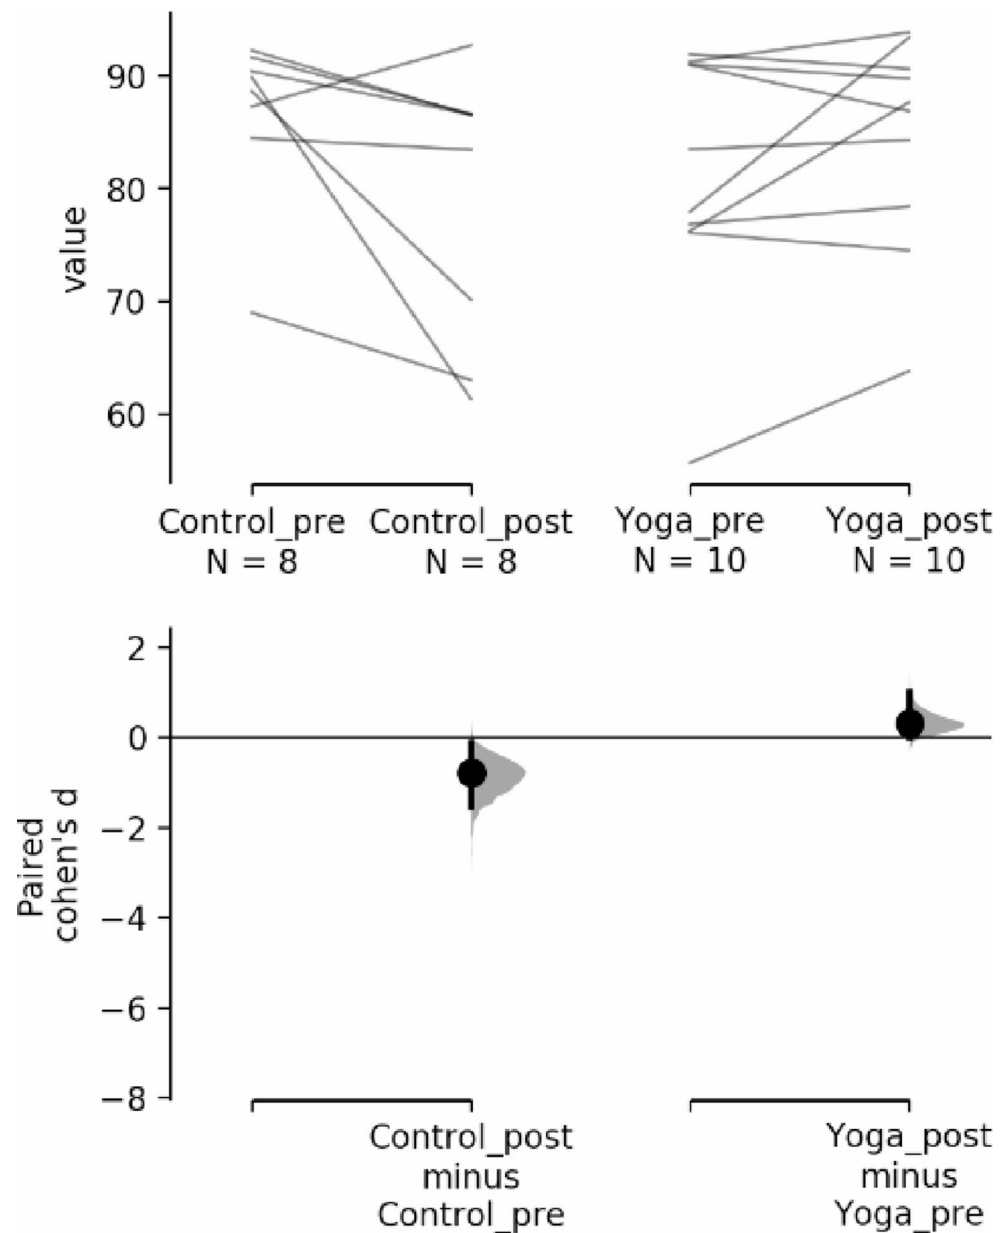 90
80
70
60
value
Control_pre Control_post Yoga_pre Yoga_post
N = 8 N = 8 N = 10 N = 10
2
0
−2
−4
−6
−8
Paired
cohen's d
Control_post Yoga_post
minus minus
Control_pre Yoga_pre